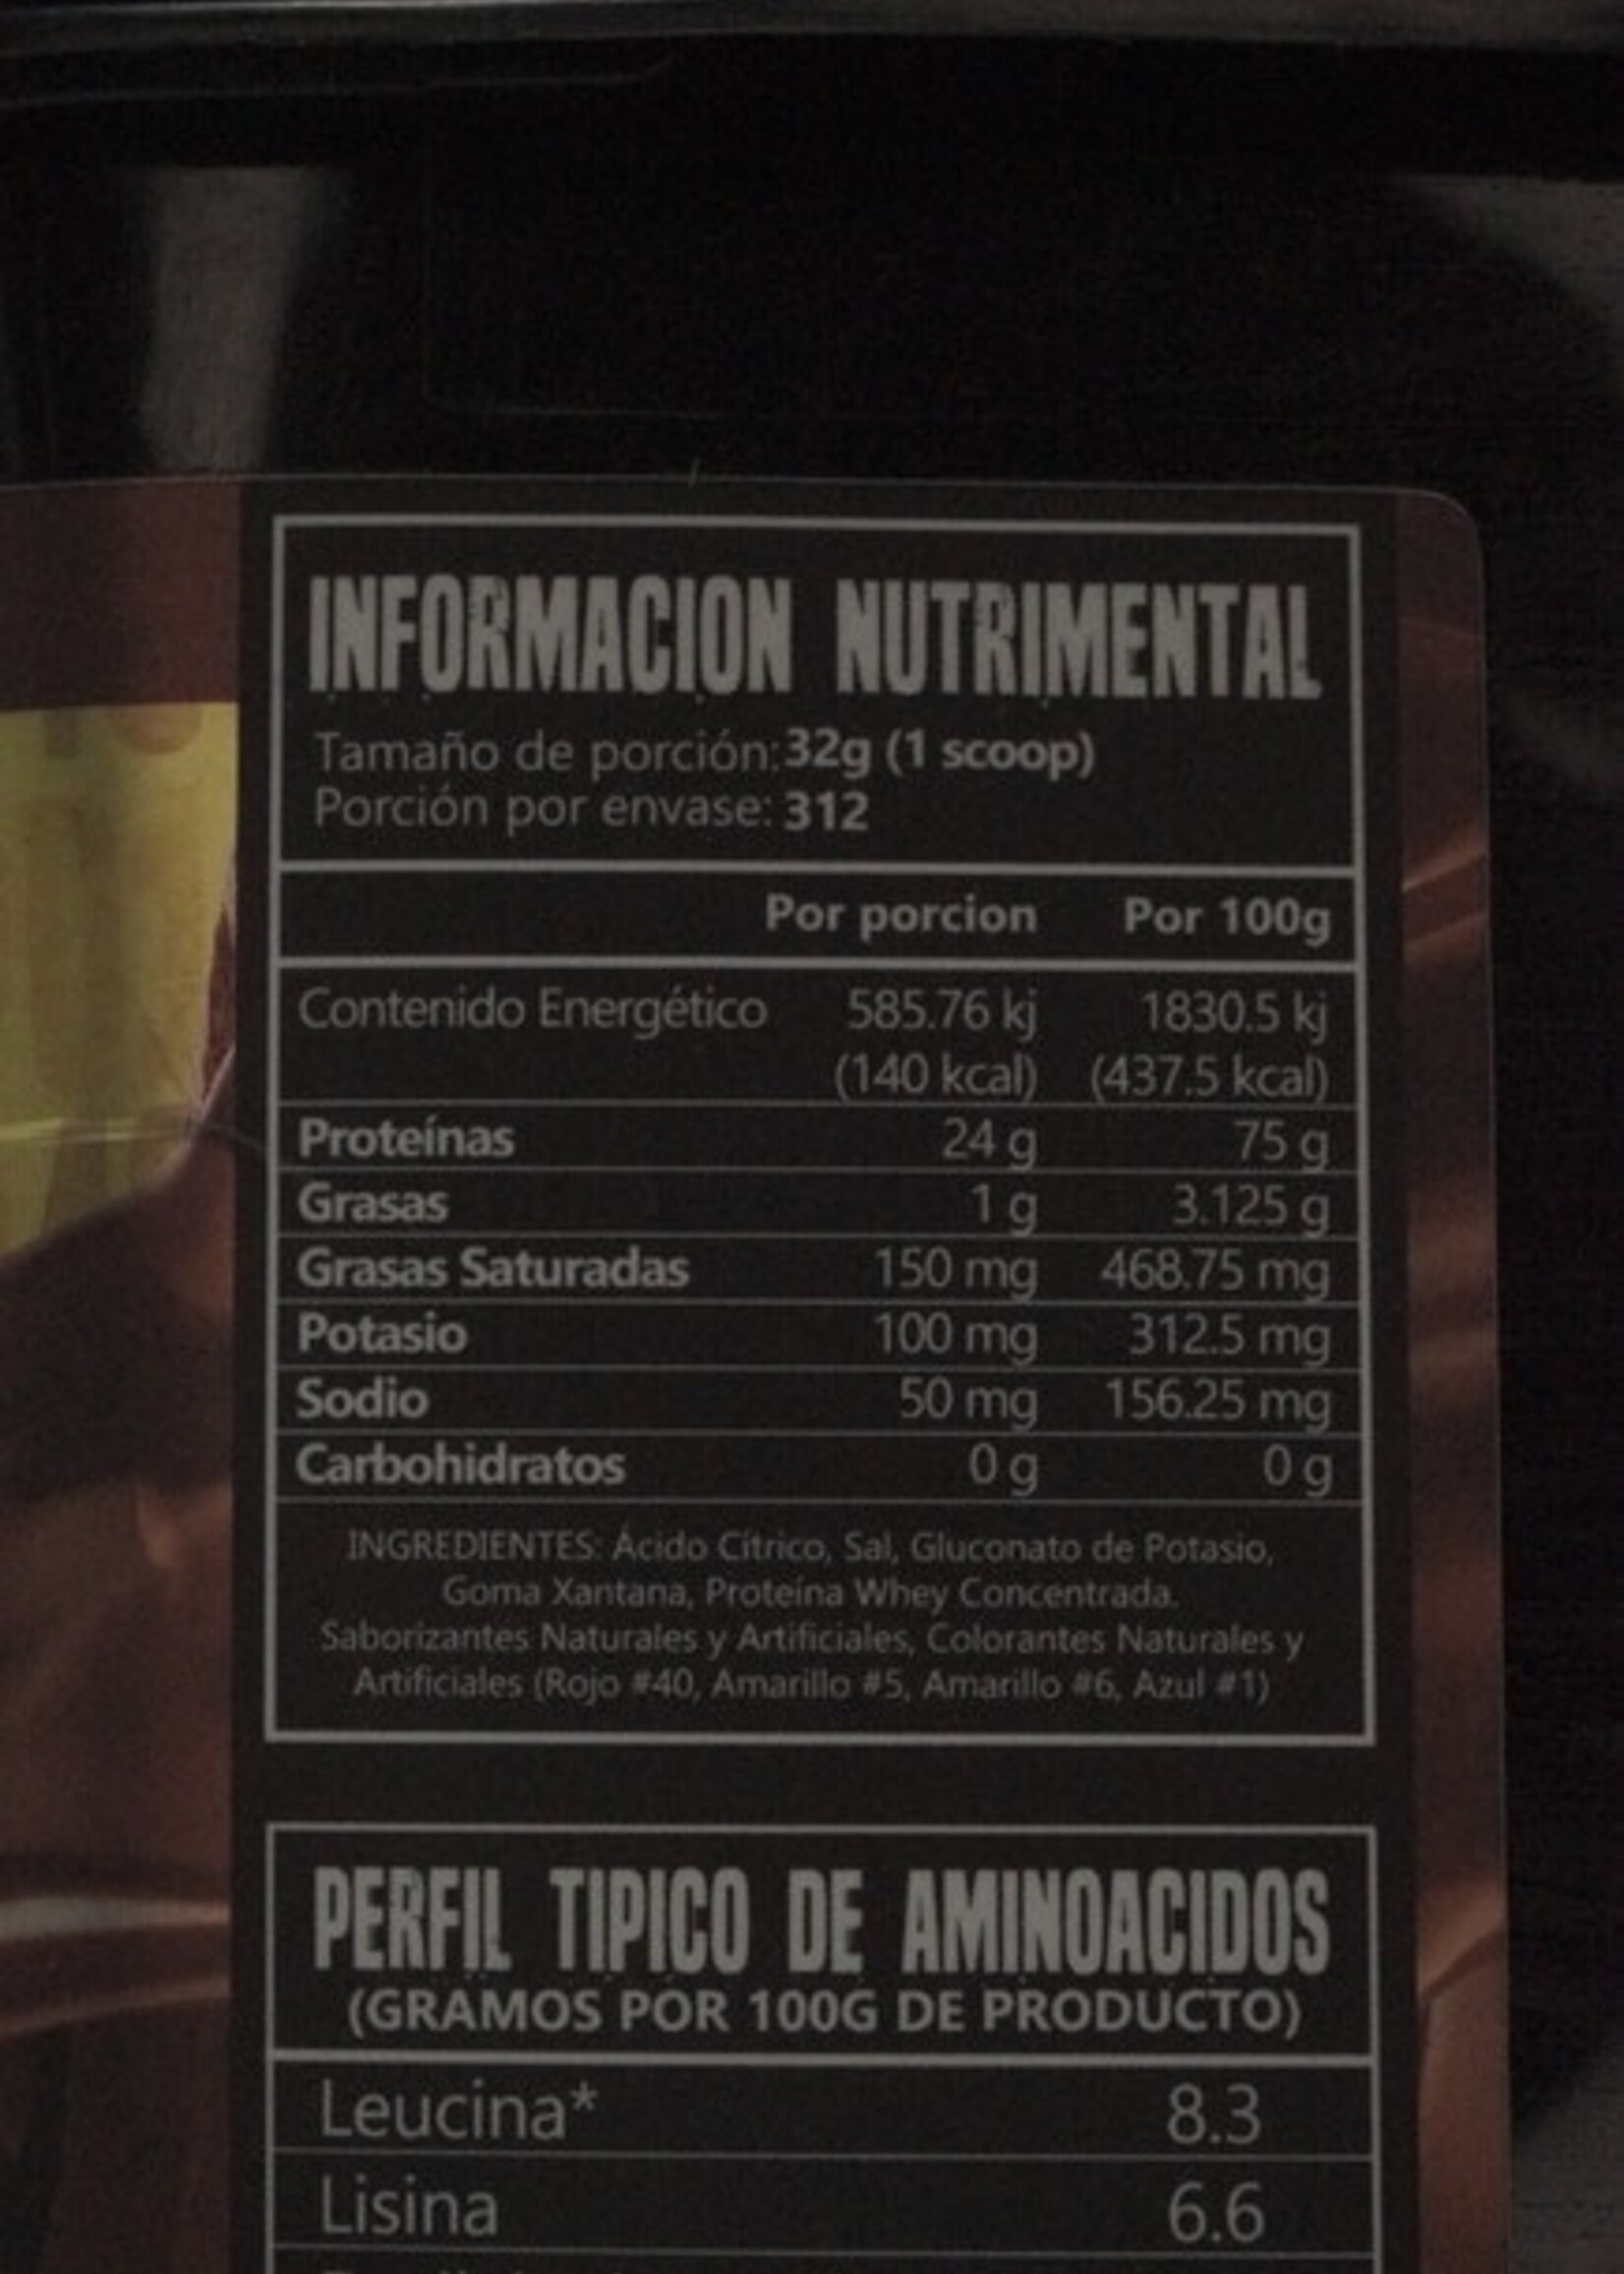 INFORMACION NUTRIMENTAL
Tamaño de porción: 32g (1 scoop)
Porción por envase: 312
Por porcion Por 100g
Contenido Energético 585.76 kj 1830.5 kj
(140 kcal) (437.5 kcal)
Proteínas 24 g 75 g
Grasas 1 g 3.125 g
Grasas Saturadas 150 mg 468.75 mg
Potasio 100 mg 312.5 mg
Sodio 50 mg 156.25 mg
Carbohidratos 0 g 0 g
INGREDIENTES: Ácido Cítrico, Sal, Gluconato de Potasio,
Goma Xantana, Proteína Whey Concentrada.
Saborizantes Naturales y Artificiales, Colorantes Naturales y
Artificiales (Rojo #40, Amarillo #5, Amarillo #6, Azul #1)
PERFIL TIPICO DE AMINOACIDOS
(GRAMOS POR 100G DE PRODUCTO)
Leucina* 8.3
Lisina 6.6